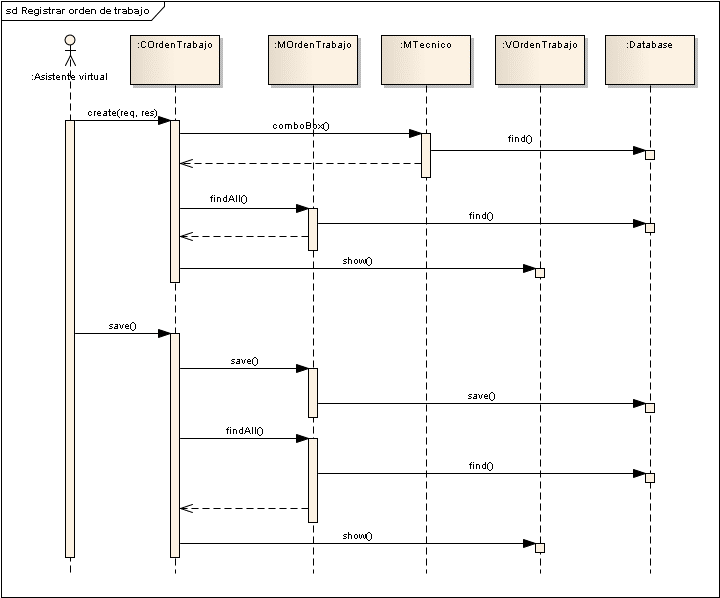 sd Registrar orden de trabajo
:Asistente virtual
:COrdenTrabajo
:MOrdenTrabajo
:MTecnico
:VOrdenTrabajo
:Database
create(req, res)
comboBox()
find()
findAll()
find()
show()
save()
save()
save()
findAll()
find()
show()